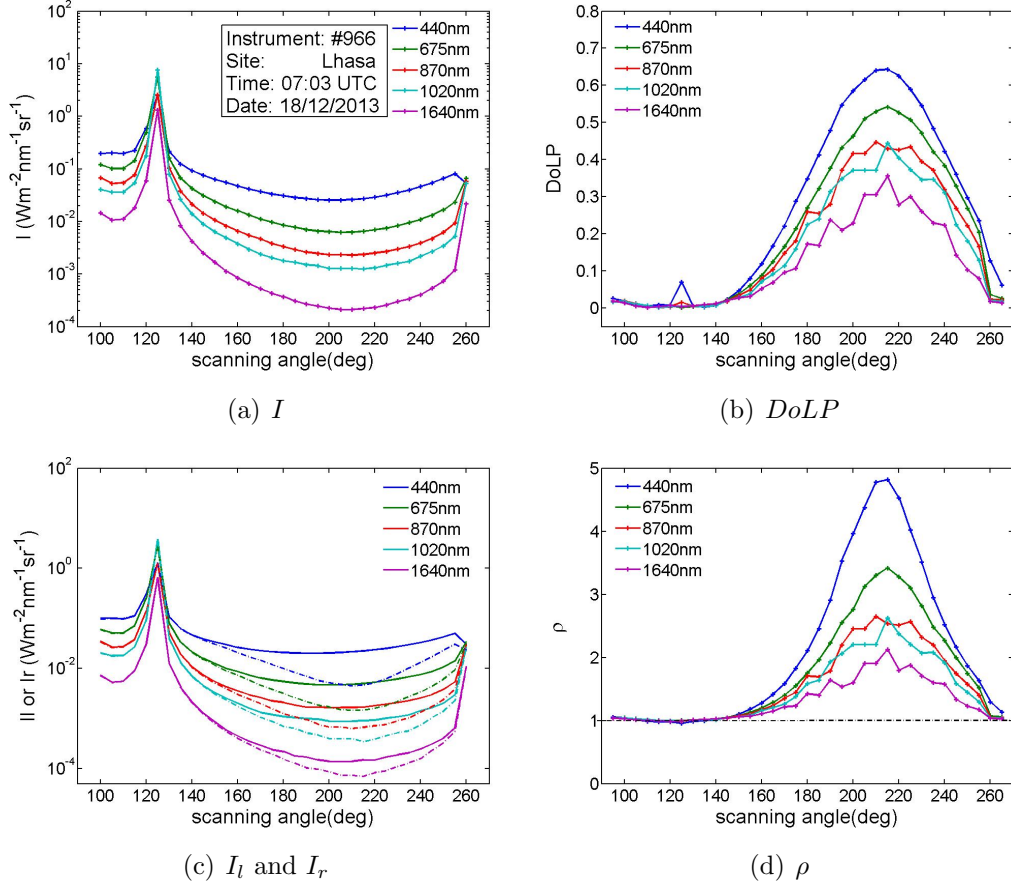 10^2
10^1
10^0
10^-1
10^-2
10^-3
10^-4
I (Wm^-2nm^-1sr^-1)
Instrument: #966
Site: Lhasa
Time: 07:03 UTC
Date: 18/12/2013
440nm
675nm
870nm
1020nm
1640nm
100 120 140 160 180 200 220 240 260
scanning angle(deg)
(a) I
0.8
0.7
0.6
0.5
0.4
0.3
0.2
0.1
0
DoLP
440nm
675nm
870nm
1020nm
1640nm
100 120 140 160 180 200 220 240 260
scanning angle(deg)
(b) DoLP
10^2
10^0
10^-2
10^-4
Il or Ir (Wm^-2nm^-1sr^-1)
440nm
675nm
870nm
1020nm
1640nm
100 120 140 160 180 200 220 240 260
scanning angle(deg)
(c) I_l and I_r
5
4
3
2
1
0
ρ
440nm
675nm
870nm
1020nm
1640nm
100 120 140 160 180 200 220 240 260
scanning angle(deg)
(d) ρ